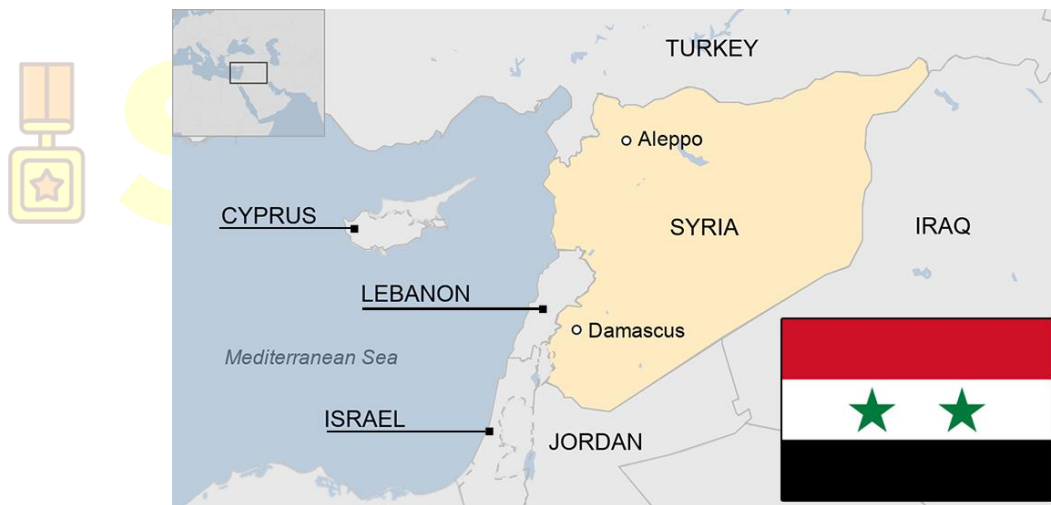 TURKEY
Aleppo
CYPRUS
SYRIA
IRAQ
LEBANON
Damascus
Mediterranean Sea
ISRAEL
JORDAN